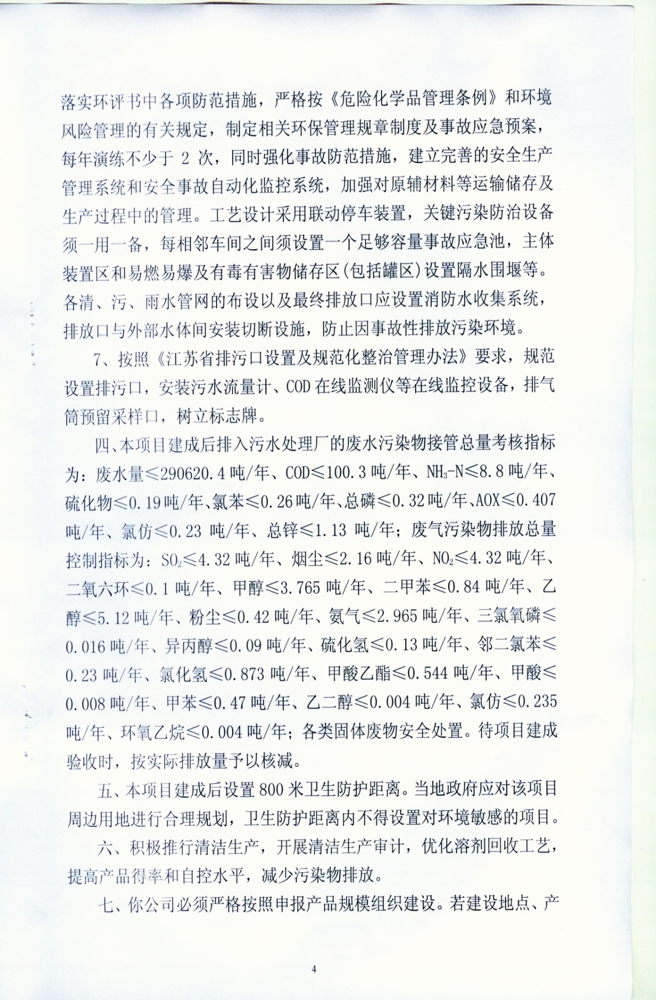 落实环评书中各项防范措施，严格按《危险化学品管理条例》和环境
风险管理的有关规定，制定相关环保管理规章制度及事故应急预案，
每年演练不少于 2 次，同时强化事故防范措施，建立完善的安全生产
管理系统和安全事故自动化监控系统，加强对原辅材料等运输储存及
生产过程中的管理。工艺设计采用联动停车装置，关键污染防治设备
须一用一备，每相邻车间之间须设置一个足够容量事故应急池，主体
装置区和易燃易爆及有毒有害物储存区(包括罐区)设置隔水围堰等。
各清、污、雨水管网的布设以及最终排放口应设置消防水收集系统，
排放口与外部水体间安装切断设施，防止因事故性排放污染环境。
7、按照《江苏省排污口设置及规范化整治管理办法》要求，规范
设置排污口，安装污水流量计、COD 在线监测仪等在线监控设备，排气
筒预留采样口，树立标志牌。
四、本项目建成后排入污水处理厂的废水污染物接管总量考核指标
为：废水量≤290620.4 吨/年、COD≤100.3 吨/年、NH₃-N≤8.8 吨/年、
硫化物≤0.19 吨/年、氯苯≤0.26 吨/年、总磷≤0.32 吨/年、AOX≤0.407
吨/年、氯仿≤0.23 吨/年、总锌≤1.13 吨/年；废气污染物排放总量
控制指标为：SO₂≤4.32 吨/年、烟尘≤2.16 吨/年、NO₂≤4.32 吨/年、
二氧六环≤0.1 吨/年、甲醇≤3.765 吨/年、二甲苯≤0.84 吨/年、乙
醇≤5.12 吨/年、粉尘≤0.42 吨/年、氨气≤2.965 吨/年、三氯氧磷≤
0.016 吨/年、异丙醇≤0.09 吨/年、硫化氢≤0.13 吨/年、邻二氯苯≤
0.23 吨/年、氯化氢≤0.873 吨/年、甲酸乙酯≤0.544 吨/年、甲酸≤
0.008 吨/年、甲苯≤0.47 吨/年、乙二醇≤0.004 吨/年、氯仿≤0.235
吨/年、环氧乙烷≤0.004 吨/年；各类固体废物安全处置。待项目建成
验收时，按实际排放量予以核减。
五、本项目建成后设置 800 米卫生防护距离。当地政府应对该项目
周边用地进行合理规划，卫生防护距离内不得设置对环境敏感的项目。
六、积极推行清洁生产，开展清洁生产审计，优化溶剂回收工艺，
提高产品得率和自控水平，减少污染物排放。
七、你公司必须严格按照申报产品规模组织建设。若建设地点、产
4